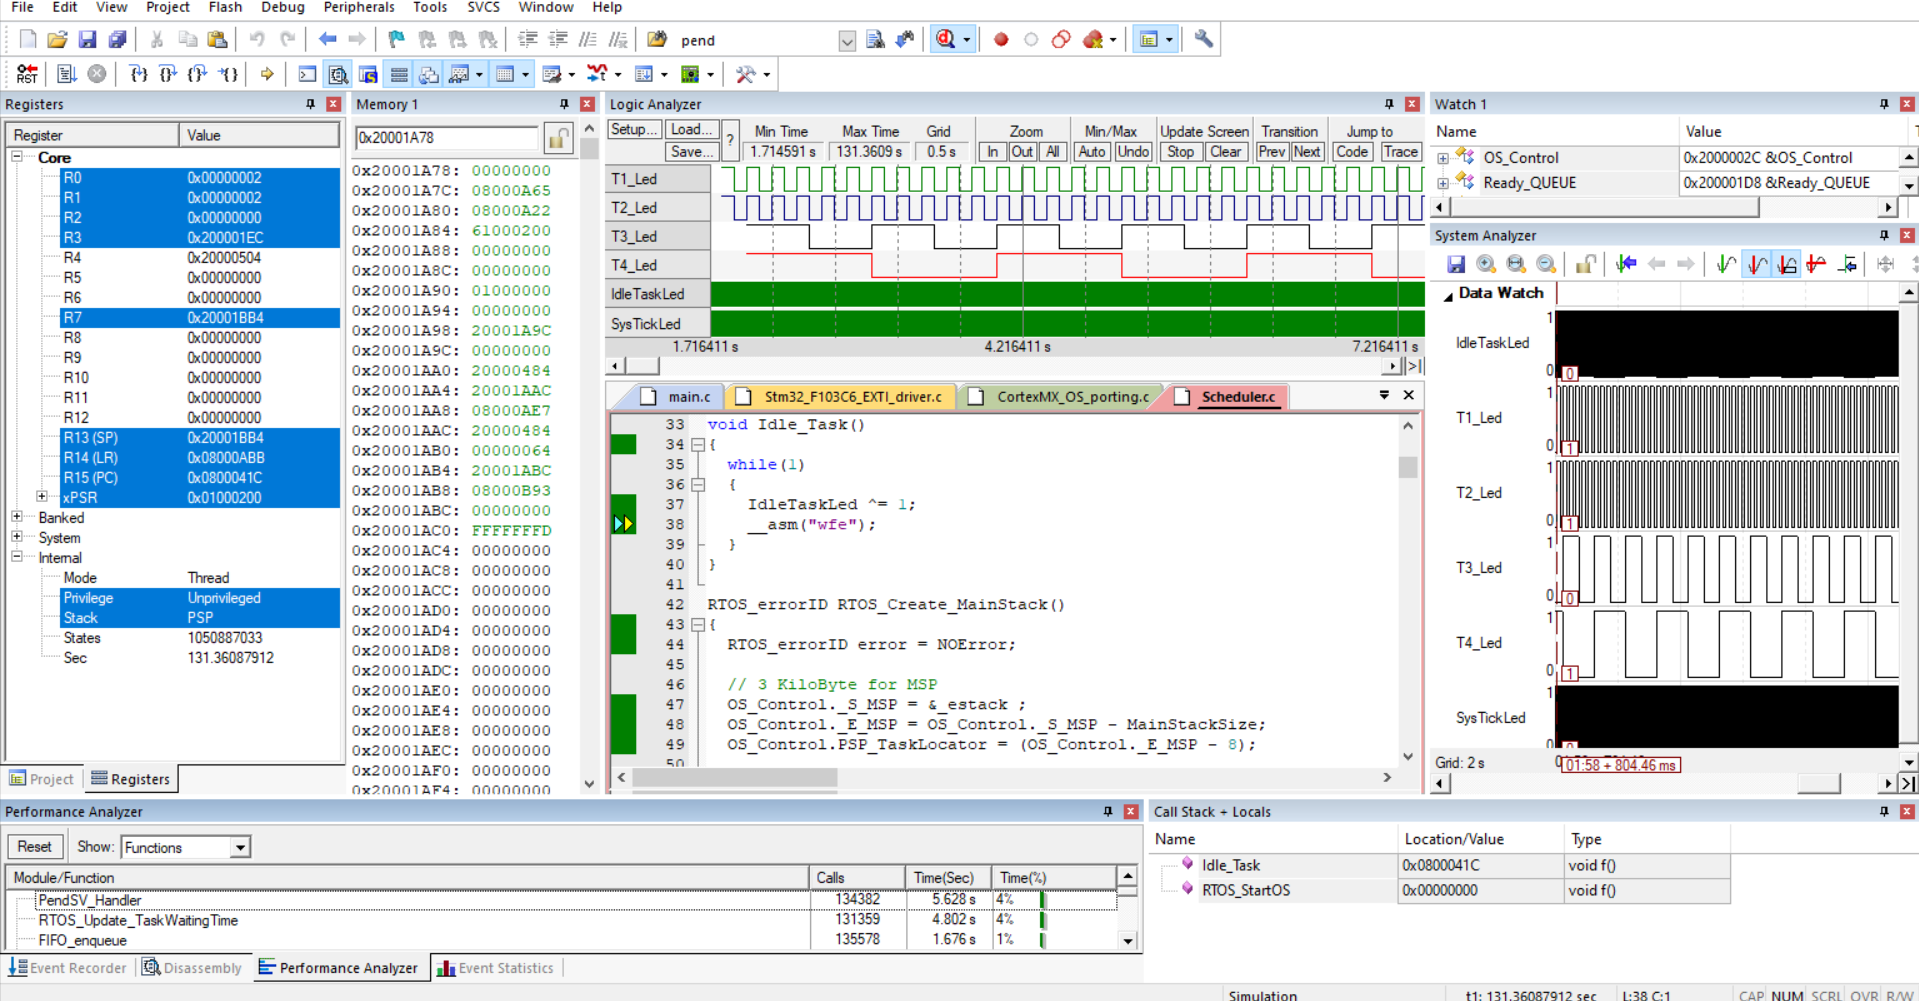 File Edit View Project Flash Debug Peripherals Tools SVCS Window Help
pend
Registers
Register Value
Core
R0 0x00000002
R1 0x00000002
R2 0x00000000
R3 0x200001EC
R4 0x20000504
R5 0x00000000
R6 0x00000000
R7 0x20001BB4
R8 0x00000000
R9 0x00000000
R10 0x00000000
R11 0x00000000
R12 0x00000000
R13 (SP) 0x20001BB4
R14 (LR) 0x08000ABB
R15 (PC) 0x0800041C
xPSR 0x01000200
Banked
System
Internal
Mode Thread
Privilege Unprivileged
Stack PSP
States 1050887033
Sec 131.36087912
Project Registers
Memory 1
0x20001A78
0x20001A78: 00000000
0x20001A7C: 08000A65
0x20001A80: 08000A22
0x20001A84: 61000200
0x20001A88: 00000000
0x20001A8C: 00000000
0x20001A90: 01000000
0x20001A94: 00000000
0x20001A98: 20001A9C
0x20001A9C: 00000000
0x20001AA0: 20000484
0x20001AA4: 20001AAC
0x20001AA8: 08000AE7
0x20001AAC: 20000484
0x20001AB0: 00000064
0x20001AB4: 20001ABC
0x20001AB8: 08000B93
0x20001ABC: 00000000
0x20001AC0: FFFFFFFD
0x20001AC4: 00000000
0x20001AC8: 00000000
0x20001ACC: 00000000
0x20001AD0: 00000000
0x20001AD4: 00000000
0x20001AD8: 00000000
0x20001ADC: 00000000
0x20001AE0: 00000000
0x20001AE4: 00000000
0x20001AE8: 00000000
0x20001AEC: 00000000
0x20001AF0: 00000000
0x20001AF4: 00000000
Logic Analyzer
Setup... Load... Save... ?
Min Time Max Time Grid Zoom Min/Max Update Screen Transition Jump to
1.714591 s 131.3609 s 0.5 s In Out All Auto Undo Stop Clear Prev Next Code Trace
T1_Led
T2_Led
T3_Led
T4_Led
IdleTaskLed
SysTickLed
1.716411 s 4.216411 s 7.216411 s
main.c Stm32_F103C6_EXTI_driver.c CortexMX_OS_porting.c Scheduler.c
33 void Idle_Task()
34 {
35 while(1)
36 {
37 IdleTaskLed ^= 1;
38 __asm("wfe");
39 }
40 }
41
42 RTOS_errorID RTOS_Create_MainStack()
43 {
44 RTOS_errorID error = NOError;
45
46 // 3 KiloByte for MSP
47 OS_Control._S_MSP = &_estack ;
48 OS_Control._E_MSP = OS_Control._S_MSP - MainStackSize;
49 OS_Control.PSP_TaskLocator = (OS_Control._E_MSP - 8);
50
Watch 1
Name Value
OS_Control 0x2000002C &OS_Control
Ready_QUEUE 0x200001D8 &Ready_QUEUE
System Analyzer
Data Watch
IdleTaskLed 1 0 0
T1_Led 1 0 1
T2_Led 1 0 1
T3_Led 1 0 0
T4_Led 1 0 1
SysTickLed 1 0
Grid: 2 s 01:58 + 804.46 ms
Performance Analyzer
Reset Show: Functions
Module/Function Calls Time(Sec) Time(%)
PendSV_Handler 134382 5.628 s 4%
RTOS_Update_TaskWaitingTime 131359 4.802 s 4%
FIFO_enqueue 135578 1.676 s 1%
Event Recorder Disassembly Performance Analyzer Event Statistics
Call Stack + Locals
Name Location/Value Type
Idle_Task 0x0800041C void f()
RTOS_StartOS 0x00000000 void f()
Simulation t1: 131.36087912 sec L:38 C:1 CAP NUM SCRL OVR R/W